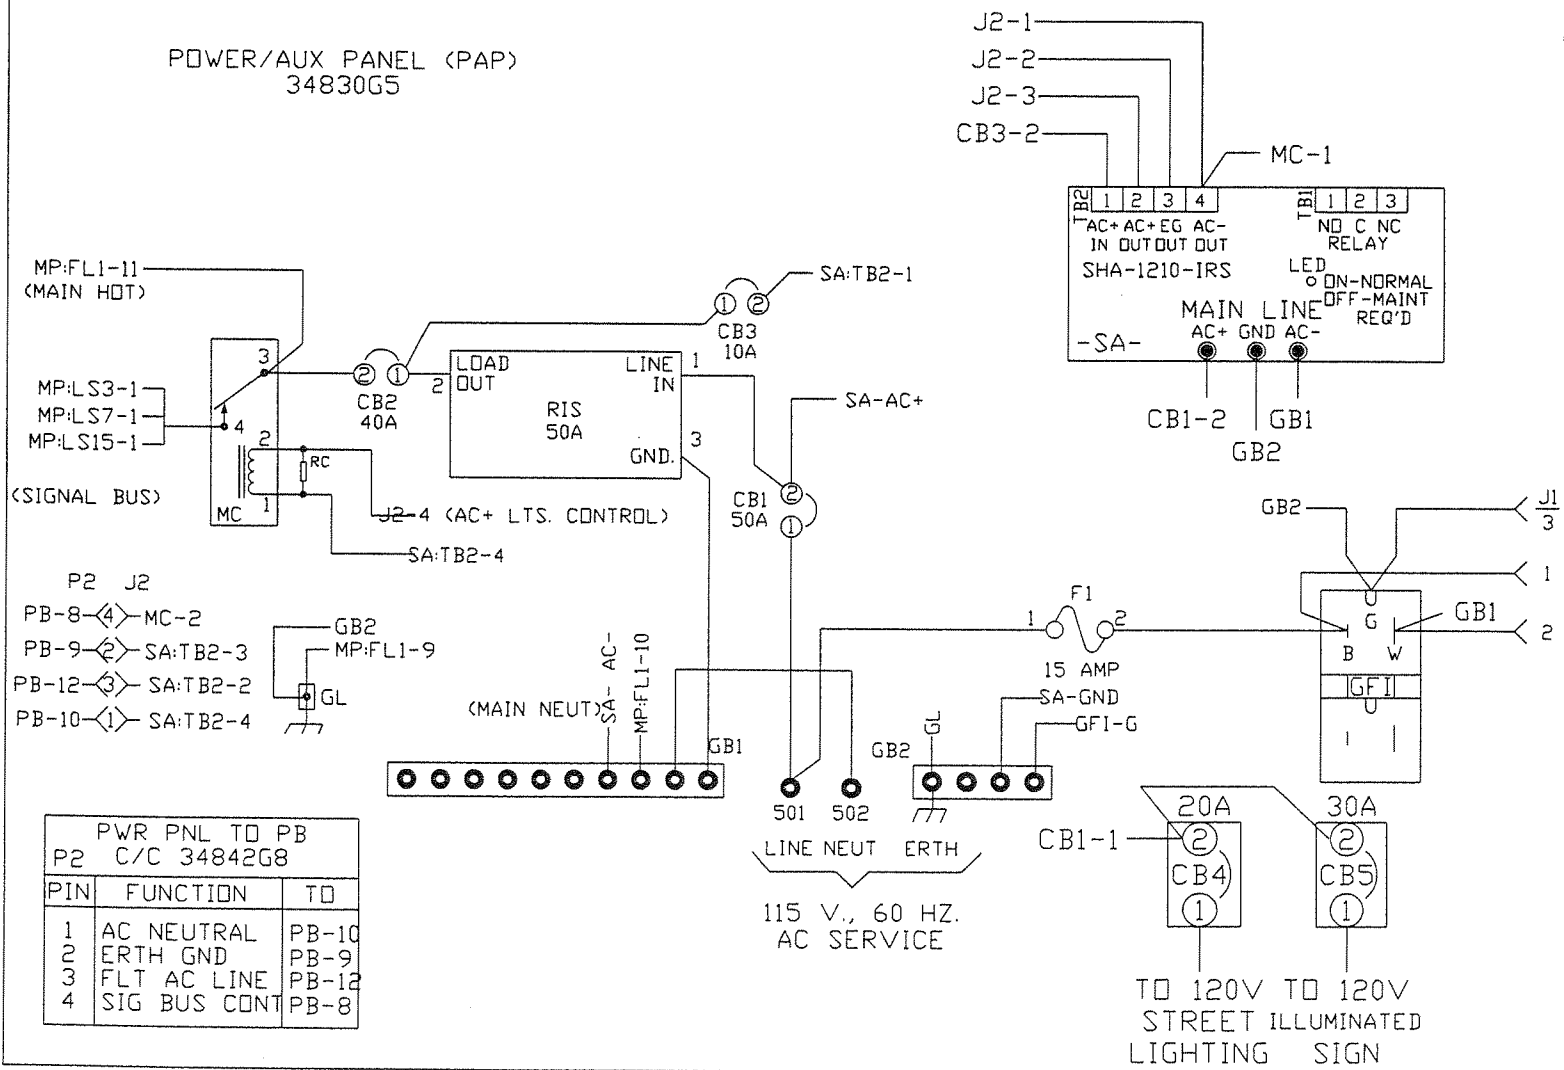 POWER/AUX PANEL (PAP)
34830G5
J2-1
J2-2
J2-3
CB3-2
MC-1
TB2
1 2 3 4
AC+ AC+ EG AC-
IN OUT OUT OUT
SHA-1210-IRS
TB1
1 2 3
NO C NC
RELAY
LED
ON-NORMAL
OFF-MAINT
REQ'D
MAIN LINE
AC+ GND AC-
-SA-
CB1-2
GB2
GB1
MP:FL1-11
(MAIN HOT)
MP:LS3-1
MP:LS7-1
MP:LS15-1
(SIGNAL BUS)
3
4
2
1
MC
RC
2 1
CB2
40A
1 2
CB3
10A
SA:TB2-1
2
LOAD
OUT
LINE
IN
1
RIS
50A
GND.
3
SA-AC+
CB1
50A
2
1
J2-4 (AC+ LTS. CONTROL)
SA:TB2-4
P2 J2
PB-8 4 MC-2
PB-9 2 SA:TB2-3
PB-12 3 SA:TB2-2
PB-10 1 SA:TB2-4
GB2
MP:FL1-9
GL
(MAIN NEUT)
SA- AC-
MP:FL1-10
GB1
501
502
GB2
GL
SA-GND
GFI-G
1 F1 2
15 AMP
GB2
J1
3
1
2
GB1
G
B W
GFI
LINE NEUT ERTH
115 V., 60 HZ.
AC SERVICE
PWR PNL TO PB
P2 C/C 34842G8
PIN FUNCTION TO
1 AC NEUTRAL PB-10
2 ERTH GND PB-9
3 FLT AC LINE PB-12
4 SIG BUS CONT PB-8
CB1-1
20A
2
CB4
1
TO 120V
STREET
LIGHTING
30A
2
CB5
1
TO 120V
ILLUMINATED
SIGN